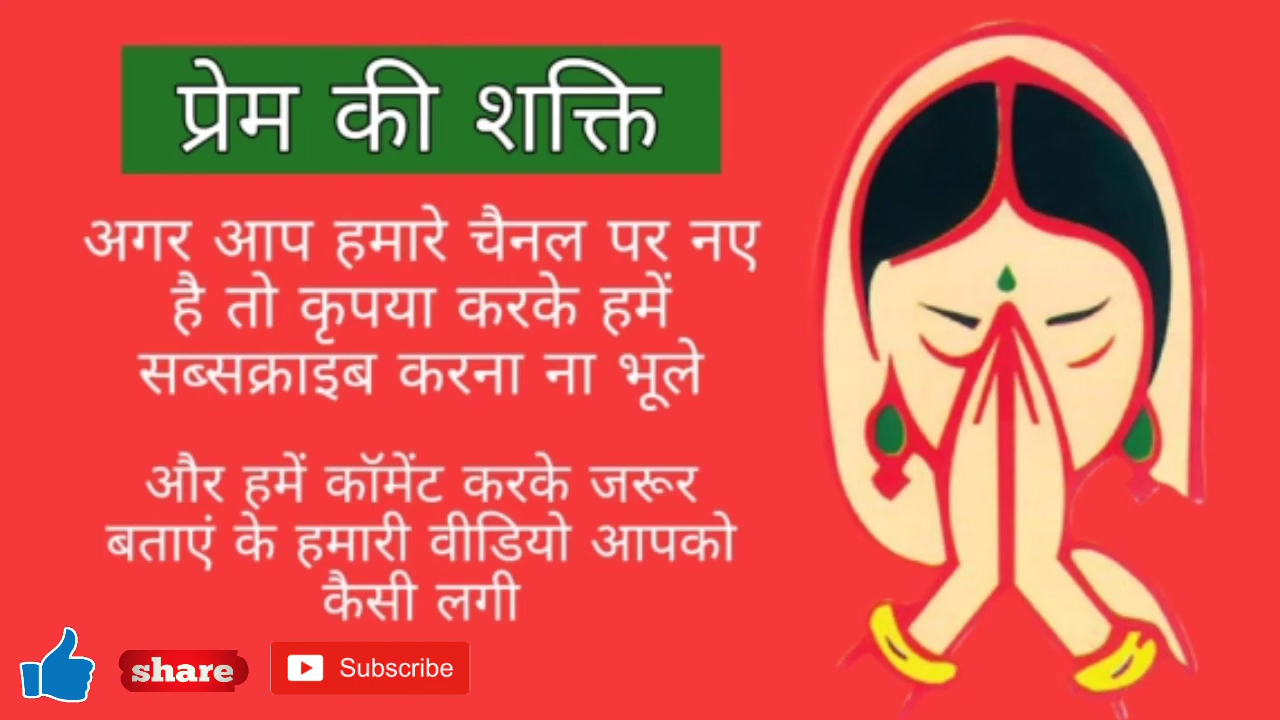 प्रेम की शक्ति
अगर आप हमारे चैनल पर नए
है तो कृपया करके हमें
सब्सक्राइब करना ना भूले
और हमें कॉमेंट करके जरूर
बताएं के हमारी वीडियो आपको
कैसी लगी
share
Subscribe